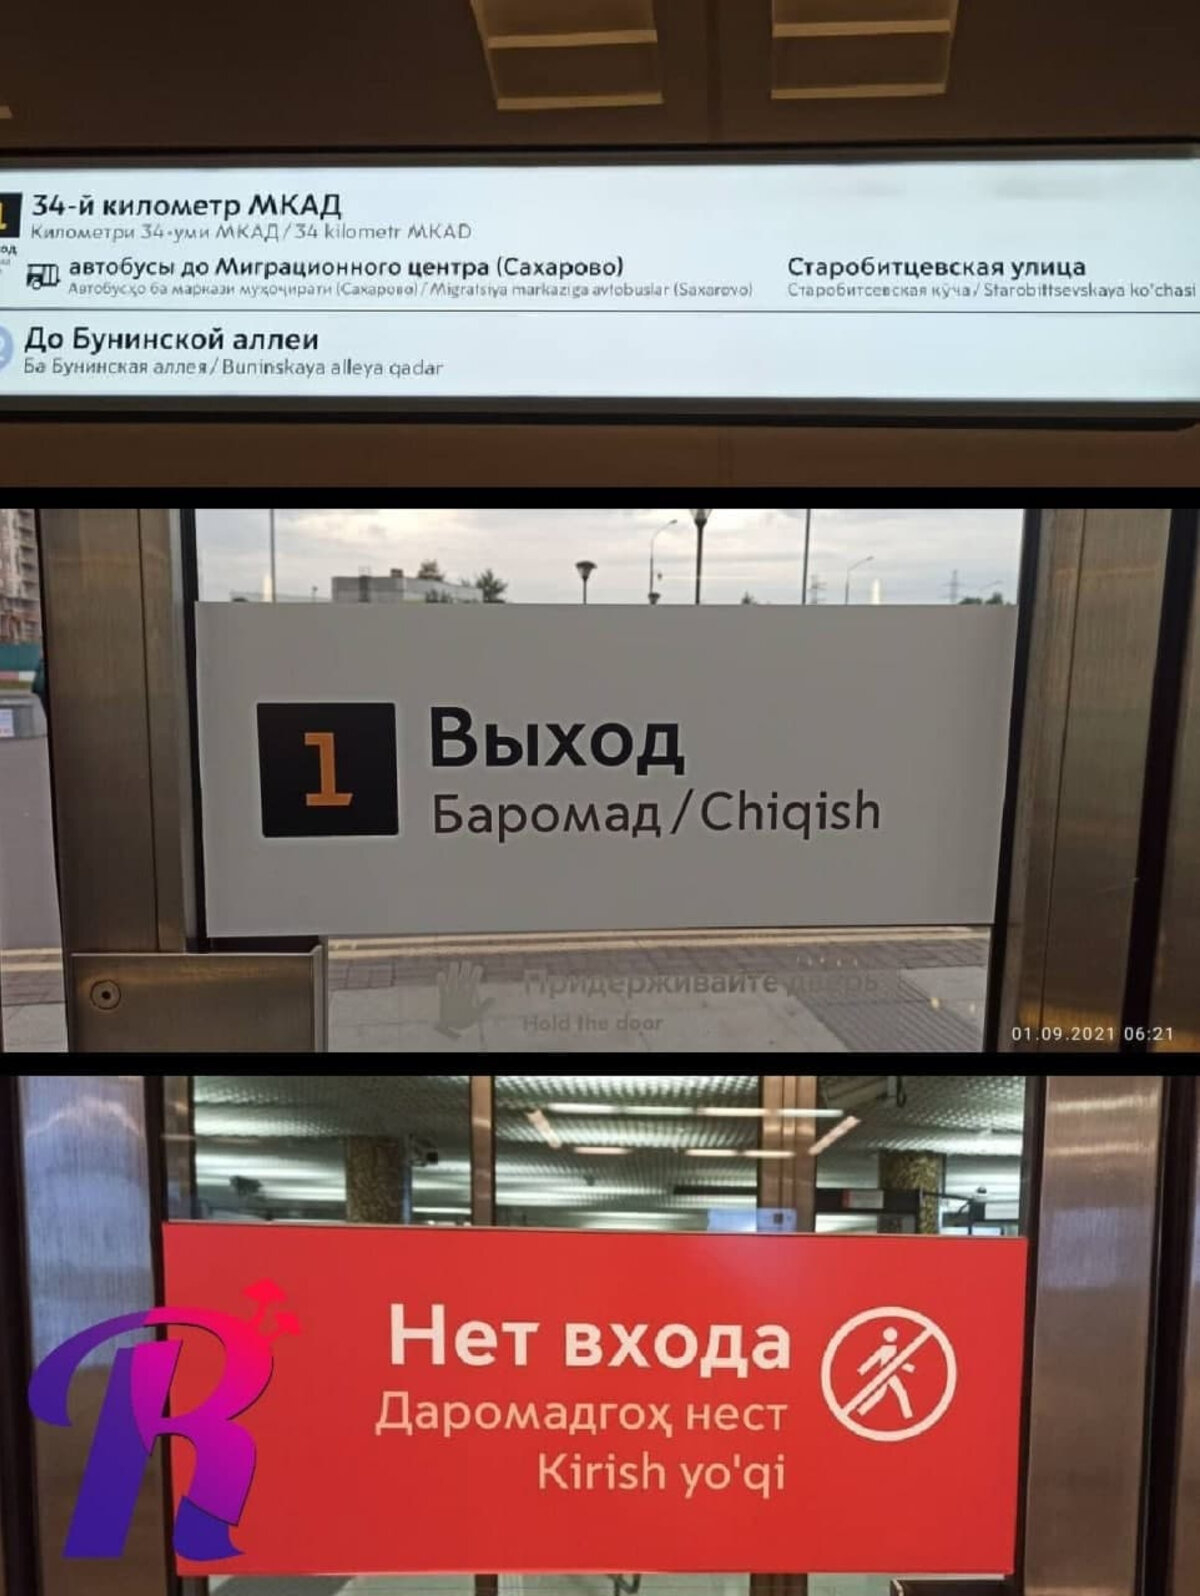 1
34-й километр МКАД
Километри 34-уми МКАД/34 kilometr MKAD
автобусы до Миграционного центра (Сахарово)
Автобусҳо ба маркази муҳоҷирати (Сахарово)/Migratsiya markaziga avtobuslar (Saxarovo)
Старобитцевская улица
Старобитсевская кӯча/Starobittsevskaya ko'chasi
До Бунинской аллеи
Ба Бунинская аллея/Buninskaya alleya qadar
1
Выход
Баромад/Chiqish
Придерживайте дверь
Hold the door
01.09.2021 06:21
Нет входа
Даромадгоҳ нест
Kirish yo'qi
R